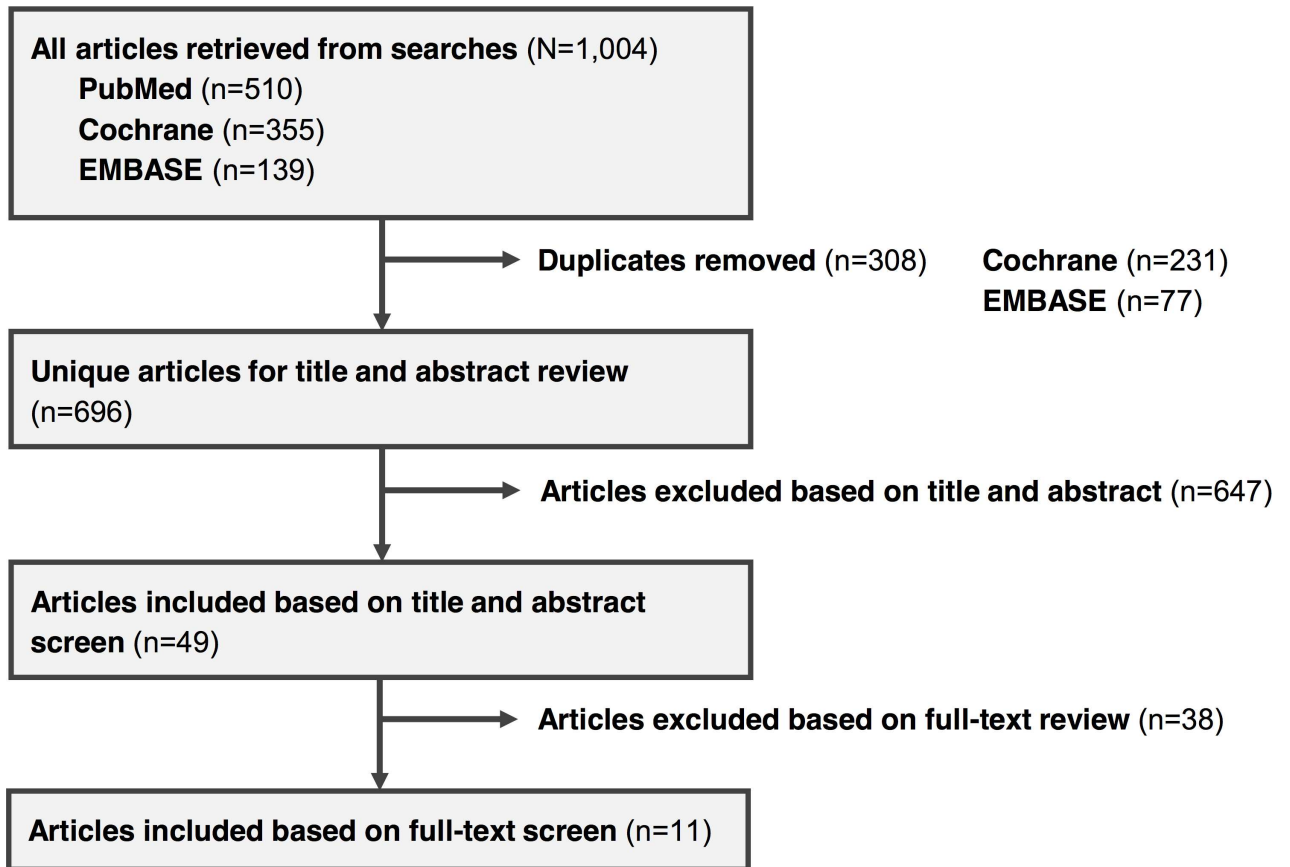 All articles retrieved from searches (N=1,004)
PubMed (n=510)
Cochrane (n=355)
EMBASE (n=139)
Duplicates removed (n=308)
Cochrane (n=231)
EMBASE (n=77)
Unique articles for title and abstract review
(n=696)
Articles excluded based on title and abstract (n=647)
Articles included based on title and abstract
screen (n=49)
Articles excluded based on full-text review (n=38)
Articles included based on full-text screen (n=11)